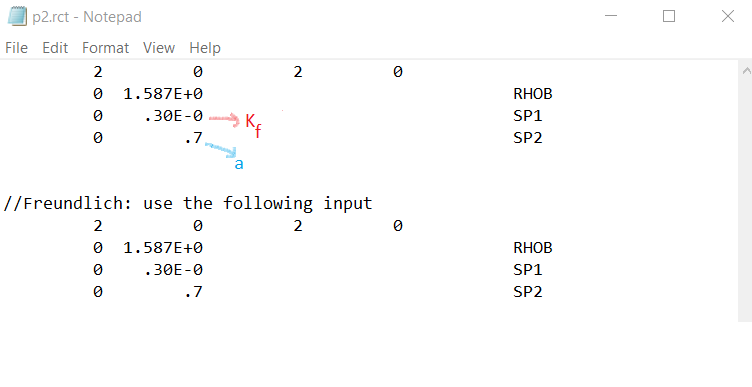 p2.rct - Notepad
File Edit Format View Help
2 0 2 0
0 1.587E+0 RHOB
0 .30E-0 Kf SP1
0 .7 SP2
a
//Freundlich: use the following input
2 0 2 0
0 1.587E+0 RHOB
0 .30E-0 SP1
0 .7 SP2